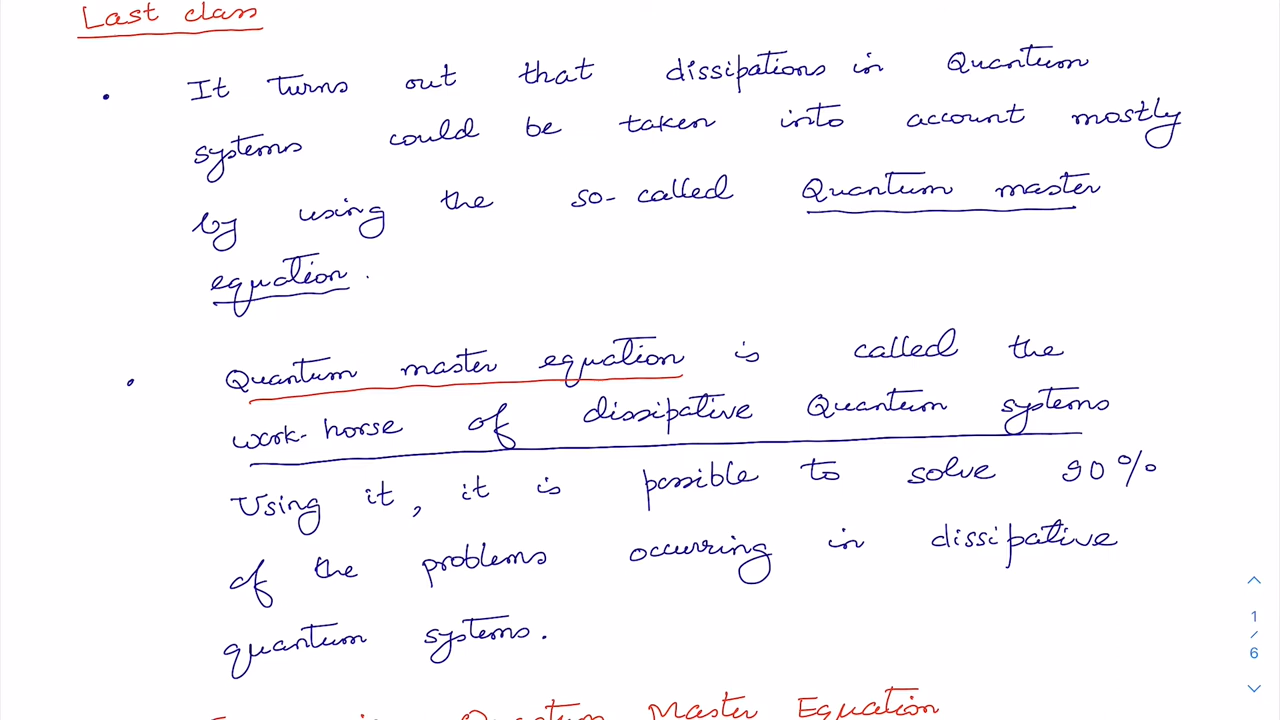 Last class
• It turns out that dissipations in Quantum
systems could be taken into account mostly
by using the so-called Quantum master
equation.
• Quantum master equation is called the
work-horse of dissipative Quantum systems
Using it, it is possible to solve 90%
of the problems occurring in dissipative
quantum systems.
Quantum Master Equation
1
/
6